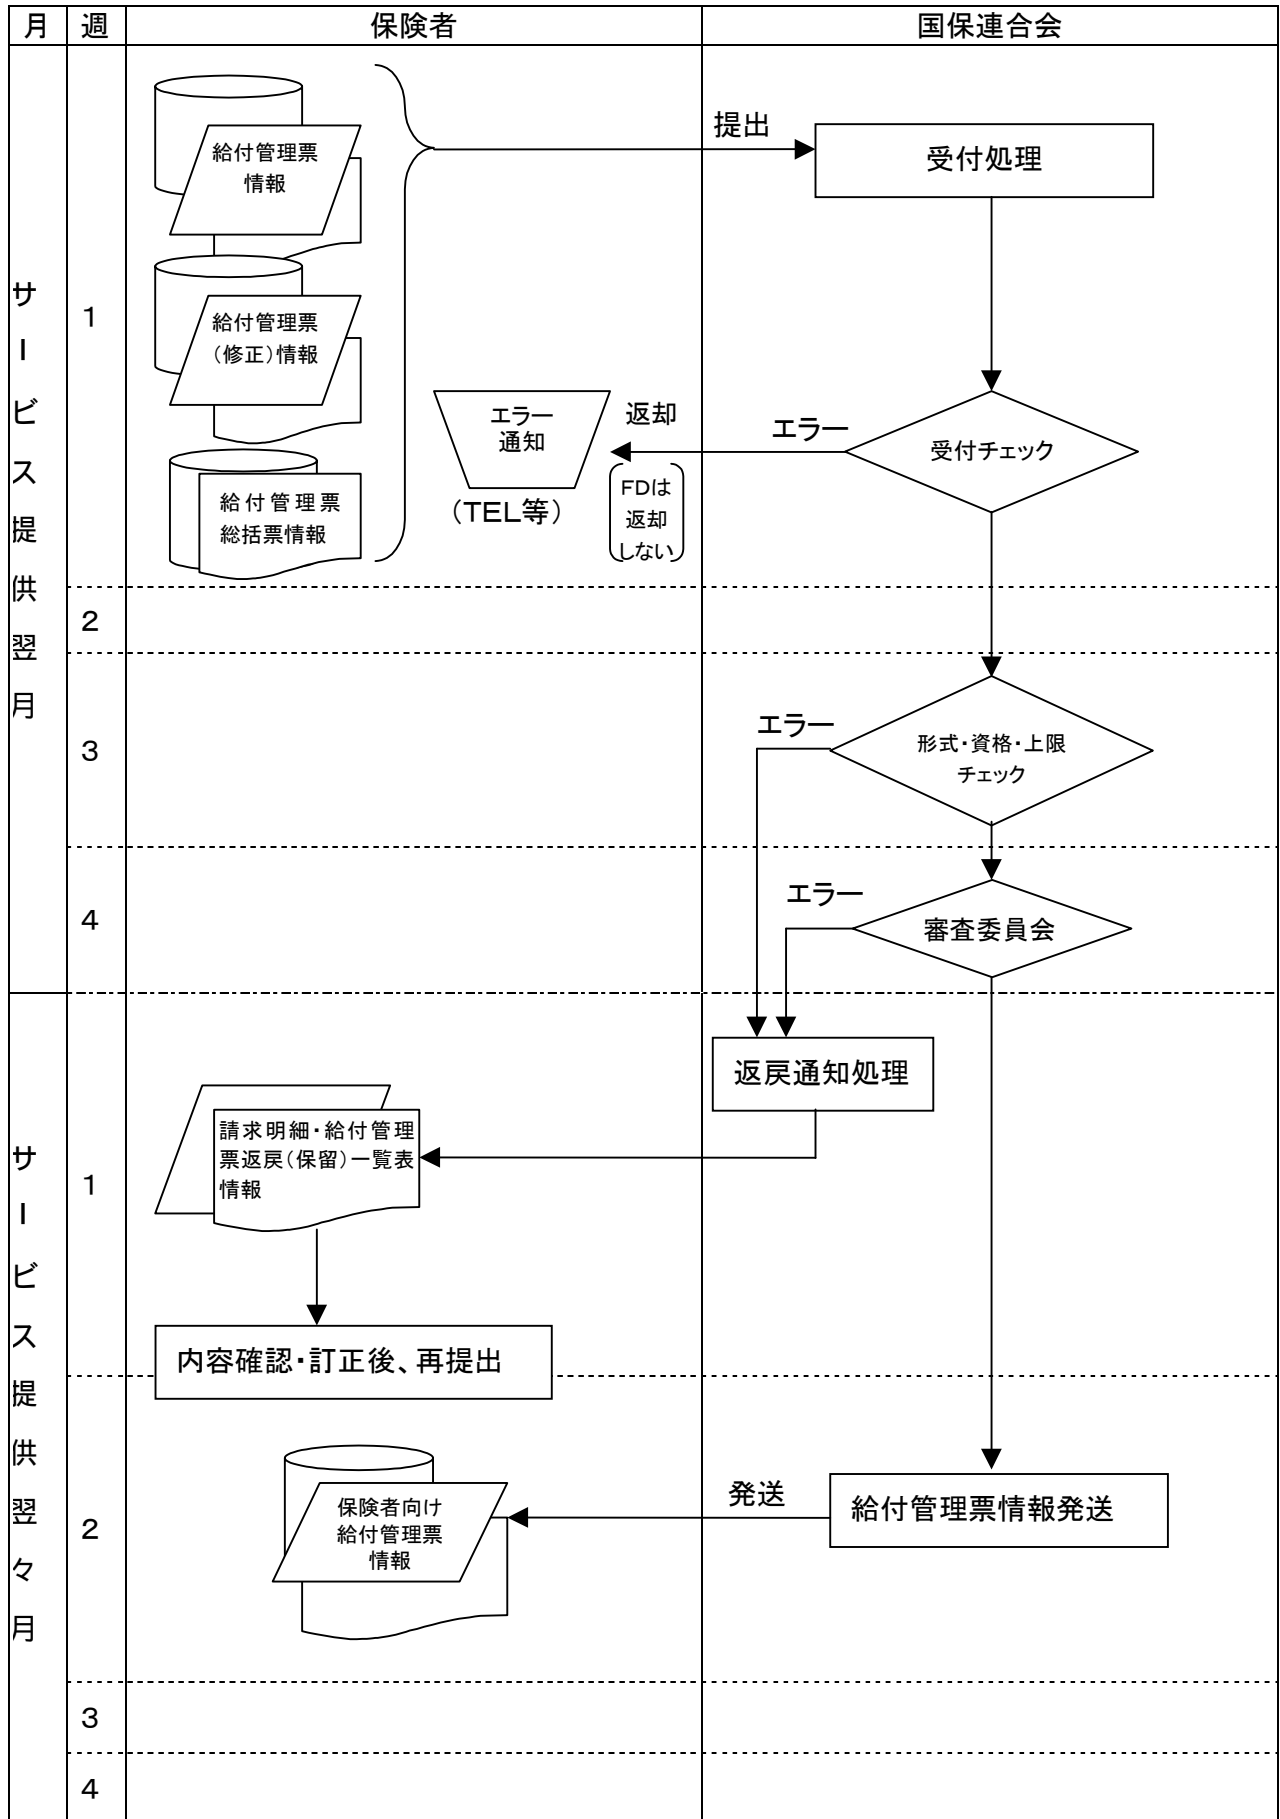 月
週
保険者
国保連合会
サービス提供翌月
1
給付管理票
情報
給付管理票
（修正）情報
給付管理票
総括票情報
提出
受付処理
エラー
通知
（TEL等）
返却
FDは
返却
しない
エラー
受付チェック
2
3
エラー
形式・資格・上限
チェック
4
エラー
審査委員会
サービス提供翌々月
1
返戻通知処理
請求明細・給付管理
票返戻（保留）一覧表
情報
内容確認・訂正後、再提出
2
保険者向け
給付管理票
情報
発送
給付管理票情報発送
3
4